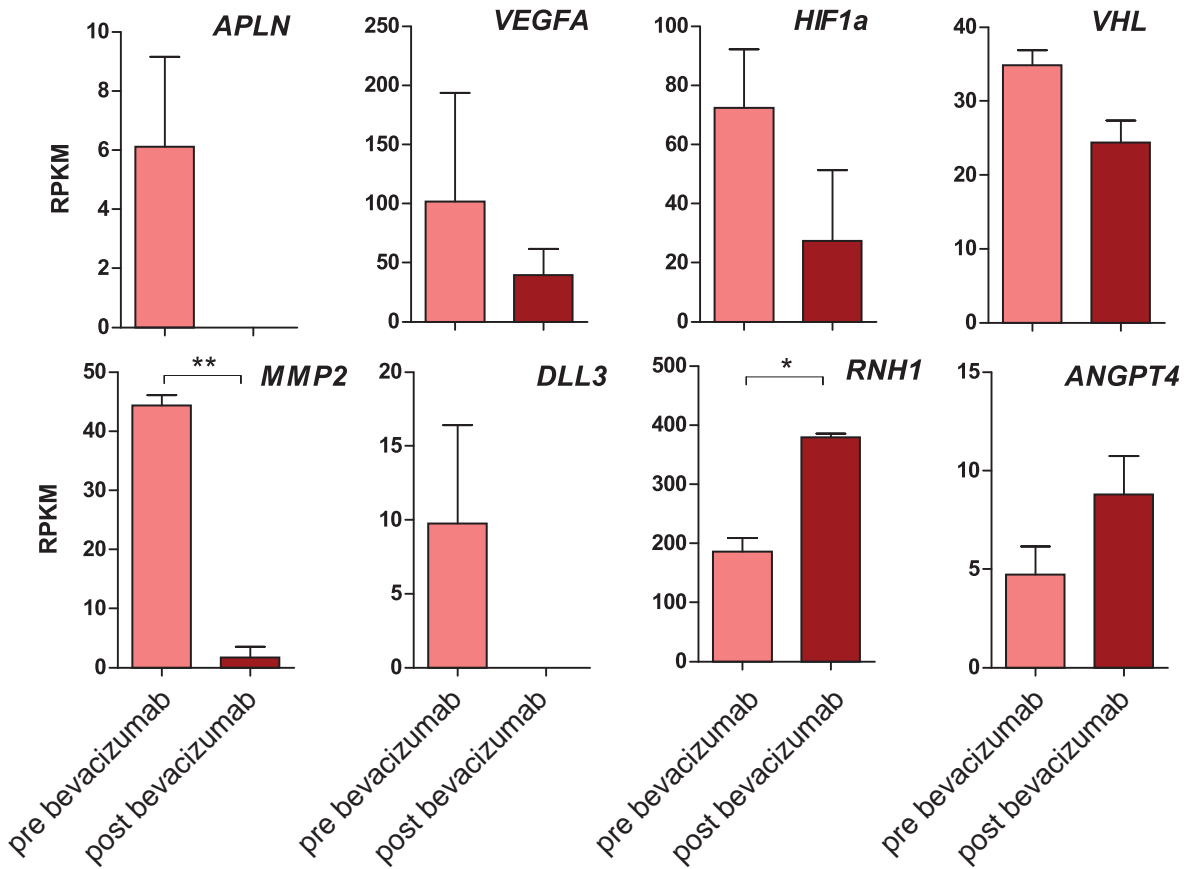 APLN
10
8
6
4
2
0
RPKM
VEGFA
250
200
150
100
50
0
HIF1a
100
80
60
40
20
0
VHL
40
30
20
10
0
MMP2
**
50
40
30
20
10
0
RPKM
pre bevacizumab
post bevacizumab
DLL3
20
15
10
5
0
pre bevacizumab
post bevacizumab
RNH1
*
500
400
300
200
100
0
pre bevacizumab
post bevacizumab
ANGPT4
15
10
5
0
pre bevacizumab
post bevacizumab